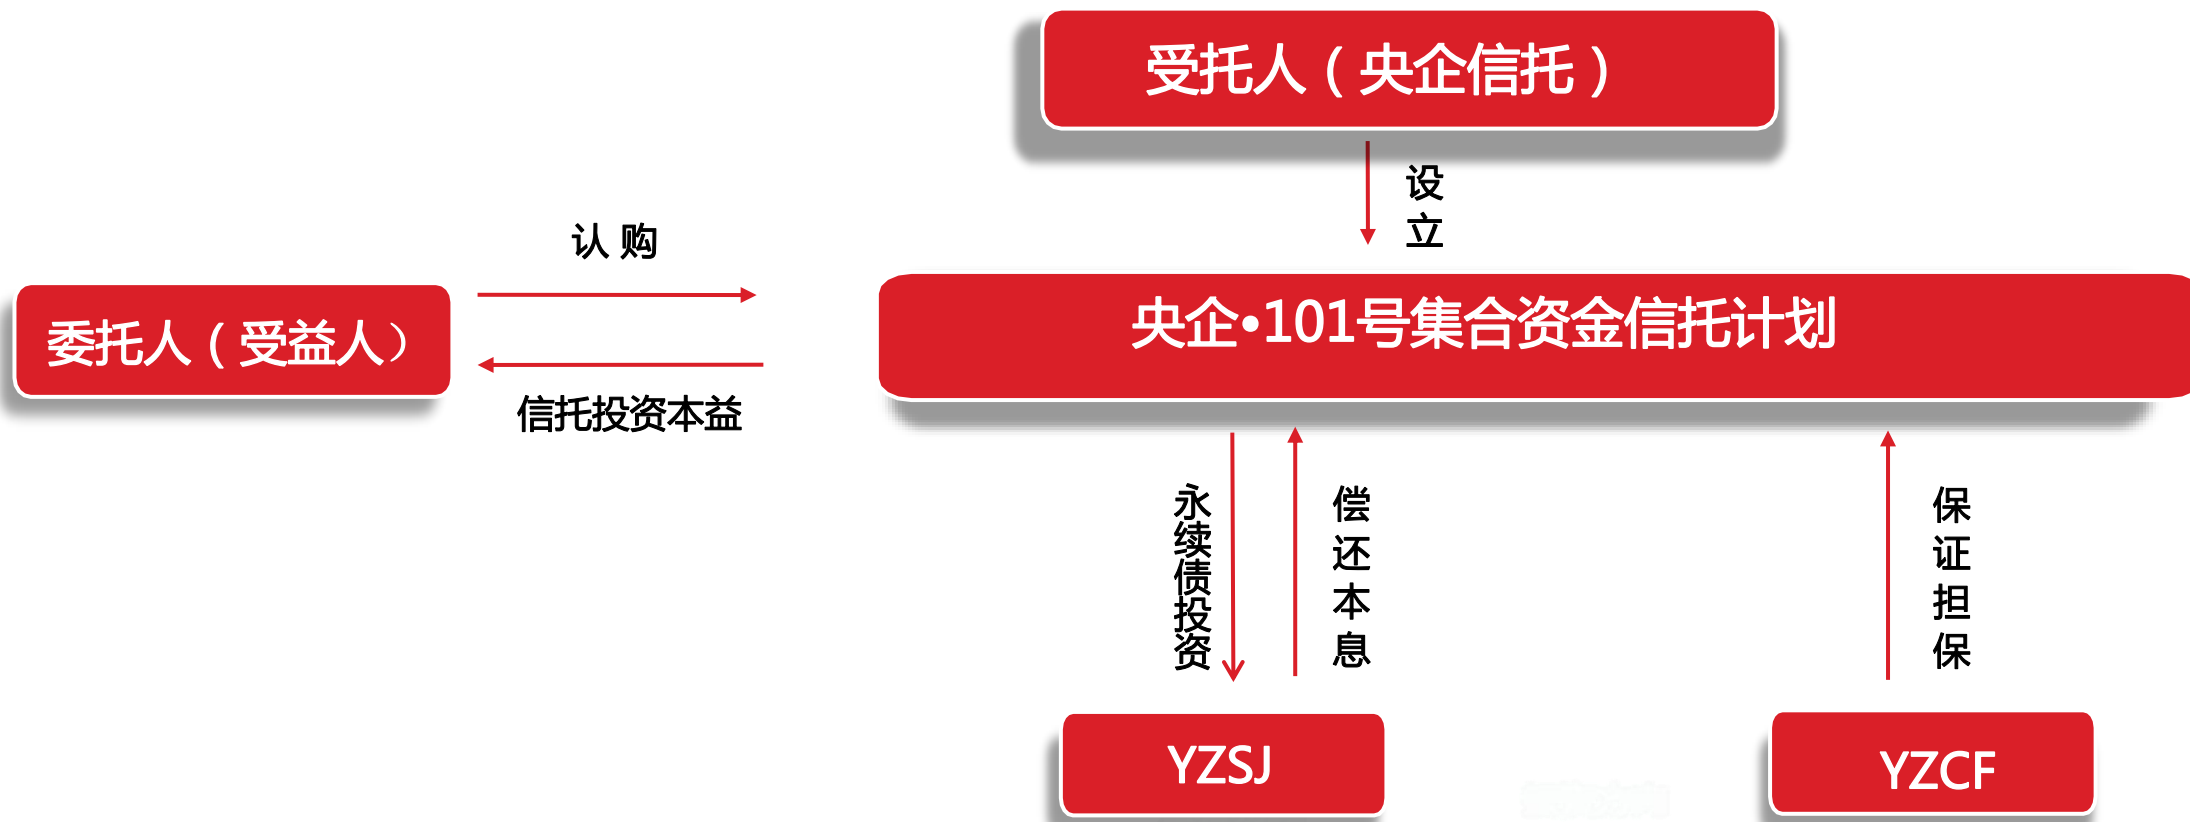 受托人（央企信托）
设立
认 购
委托人（受益人）
央企•101号集合资金信托计划
信托投资本益
永续债投资
偿还本息
保证担保
YZSJ
YZCF